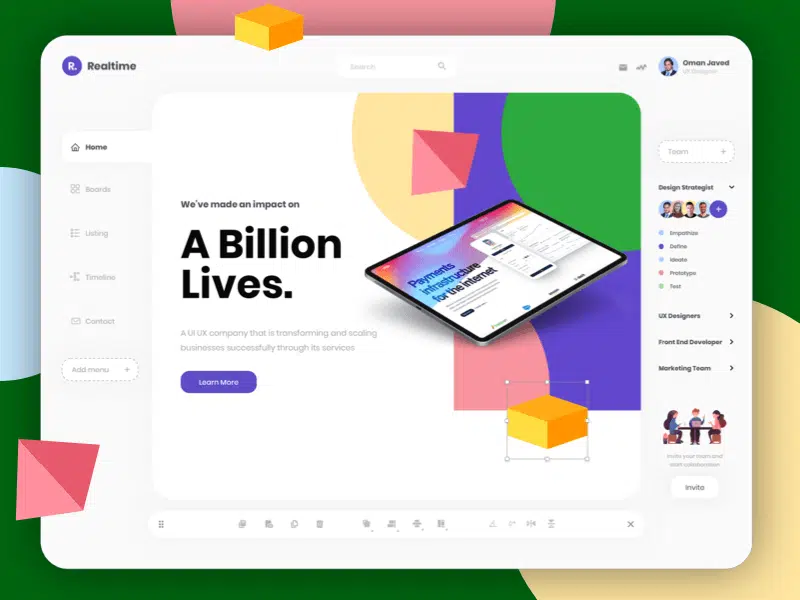 R.
Realtime
Search
Oman Javed
UX Designer
Home
Boards
Listing
Timeline
Contact
Add menu +
We've made an impact on
A Billion
Lives.
A UI UX company that is transforming and scaling
businesses successfully through its services
Learn More
Payments
infrastructure
for the internet
Team +
Design Strategist
+
Empathize
Define
Ideate
Prototype
Test
UX Designers
Front End Developer
Marketing Team
Invite your team and
start collaboration
Invite